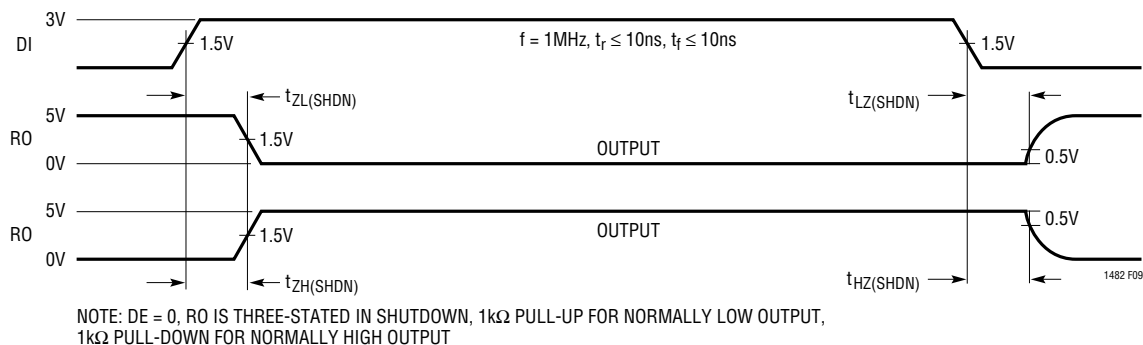 3V
DI
1.5V
f = 1MHz, tr ≤ 10ns, tf ≤ 10ns
1.5V
tZL(SHDN)
tLZ(SHDN)
5V
RO
1.5V
OUTPUT
0V
0.5V
5V
RO
1.5V
OUTPUT
0.5V
0V
tZH(SHDN)
tHZ(SHDN)
1482 F09
NOTE: DE = 0, RO IS THREE-STATED IN SHUTDOWN, 1kΩ PULL-UP FOR NORMALLY LOW OUTPUT,
1kΩ PULL-DOWN FOR NORMALLY HIGH OUTPUT